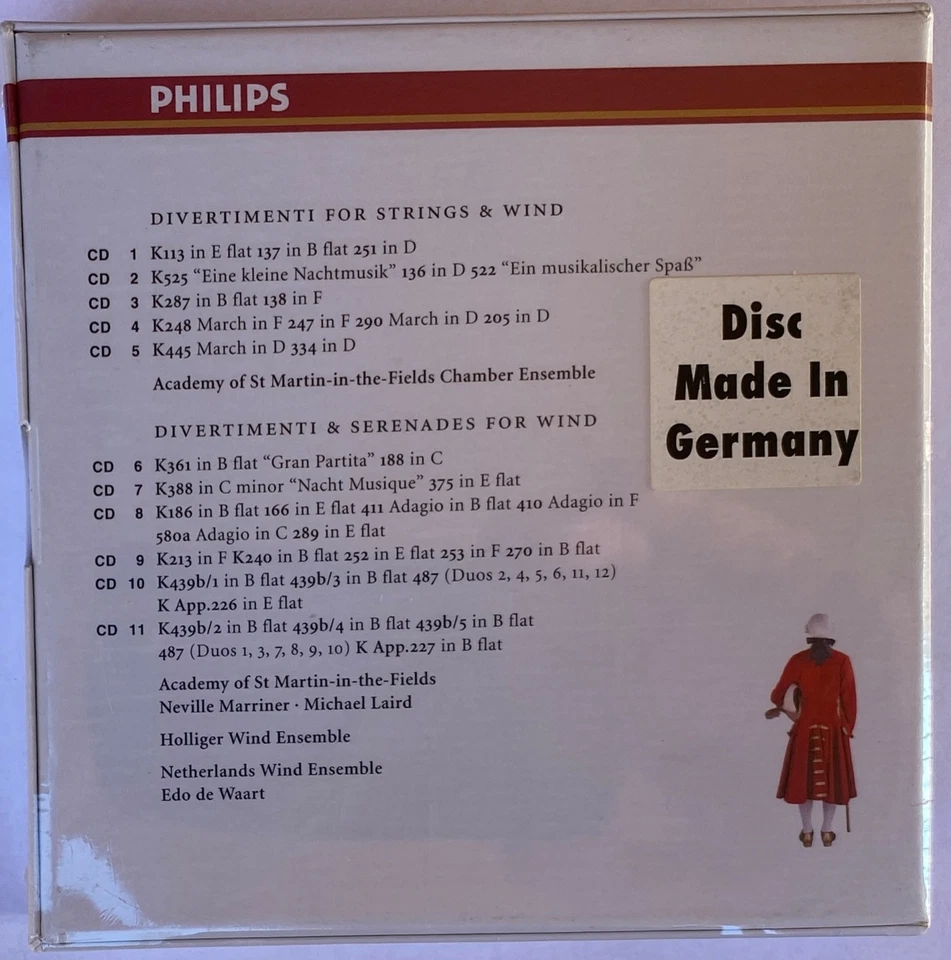 PHILIPS
DIVERTIMENTI FOR STRINGS & WIND
CD 1 K113 in E flat 137 in B flat 251 in D
CD 2 K525 “Eine kleine Nachtmusik” 136 in D 522 “Ein musikalischer Spaß”
CD 3 K287 in B flat 138 in F
CD 4 K248 March in F 247 in F 290 March in D 205 in D
CD 5 K445 March in D 334 in D
Academy of St Martin-in-the-Fields Chamber Ensemble
Disc
Made In
Germany
DIVERTIMENTI & SERENADES FOR WIND
CD 6 K361 in B flat “Gran Partita” 188 in C
CD 7 K388 in C minor “Nacht Musique” 375 in E flat
CD 8 K186 in B flat 166 in E flat 411 Adagio in B flat 410 Adagio in F
580a Adagio in C 289 in E flat
CD 9 K213 in F K240 in B flat 252 in E flat 253 in F 270 in B flat
CD 10 K439b/1 in B flat 439b/3 in B flat 487 (Duos 2, 4, 5, 6, 11, 12)
K App.226 in E flat
CD 11 K439b/2 in B flat 439b/4 in B flat 439b/5 in B flat
487 (Duos 1, 3, 7, 8, 9, 10) K App.227 in B flat
Academy of St Martin-in-the-Fields
Neville Marriner · Michael Laird
Holliger Wind Ensemble
Netherlands Wind Ensemble
Edo de Waart